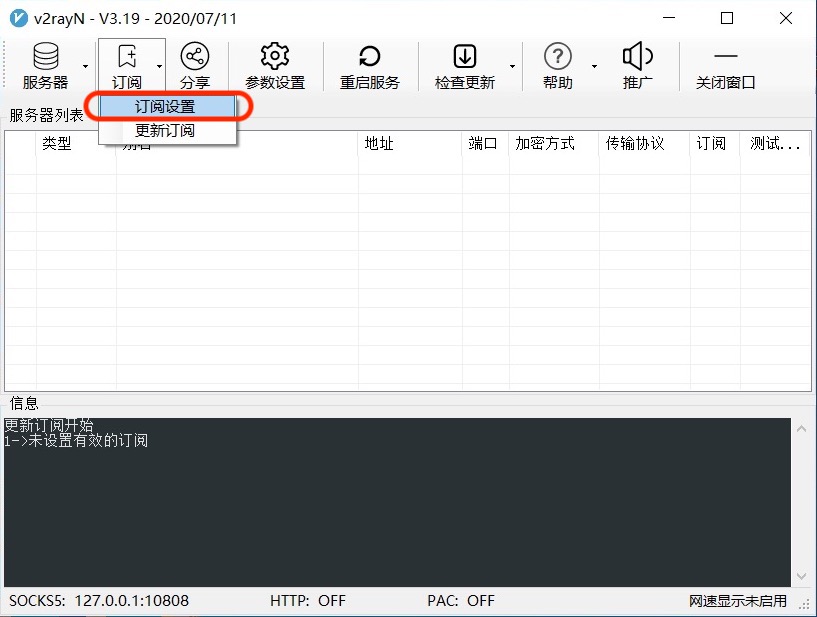 v2rayN - V3.19 - 2020/07/11
服务器 订阅 分享 参数设置 重启服务 检查更新 帮助 推广 关闭窗口
订阅设置
服务器列表
更新订阅
类型 别名 地址 端口 加密方式 传输协议 订阅 测试...
信息
更新订阅开始
1->未设置有效的订阅
SOCKS5: 127.0.0.1:10808 HTTP: OFF PAC: OFF 网速显示未启用